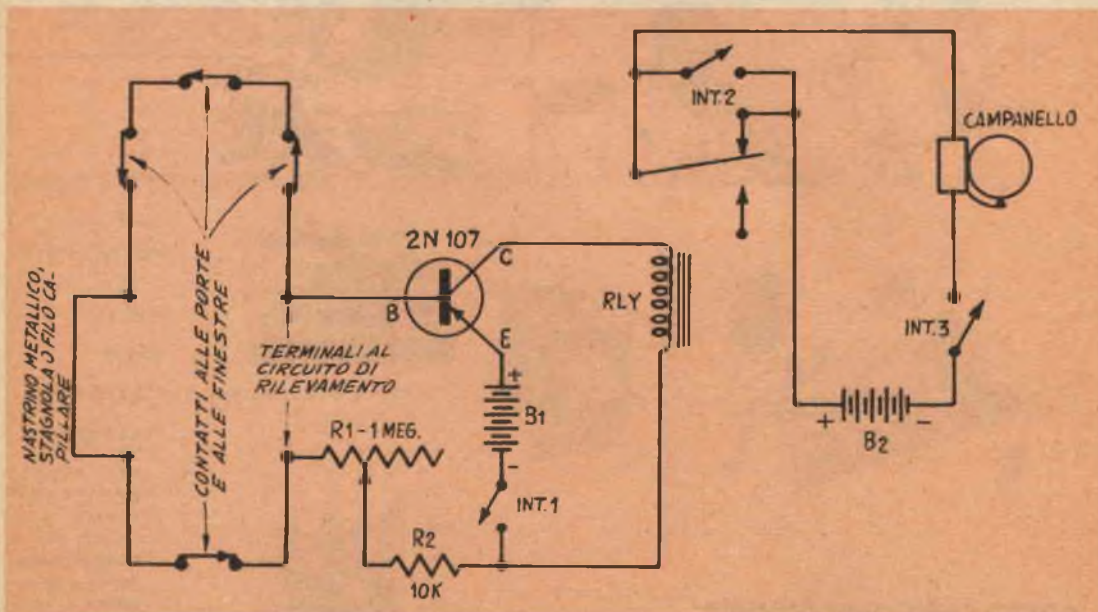 NASTRINO METALLICO,
STAGNOLA O FILO CA-
PILLARE
CONTATTI ALLE PORTE
E ALLE FINESTRE
TERMINALI AL
CIRCUITO DI
RILEVAMENTO
2N 107
C
B
E
+
B1
-
INT.1
R1-1 MEG.
R2
10K
RLY
INT.2
CAMPANELLO
INT.3
+
-
B2